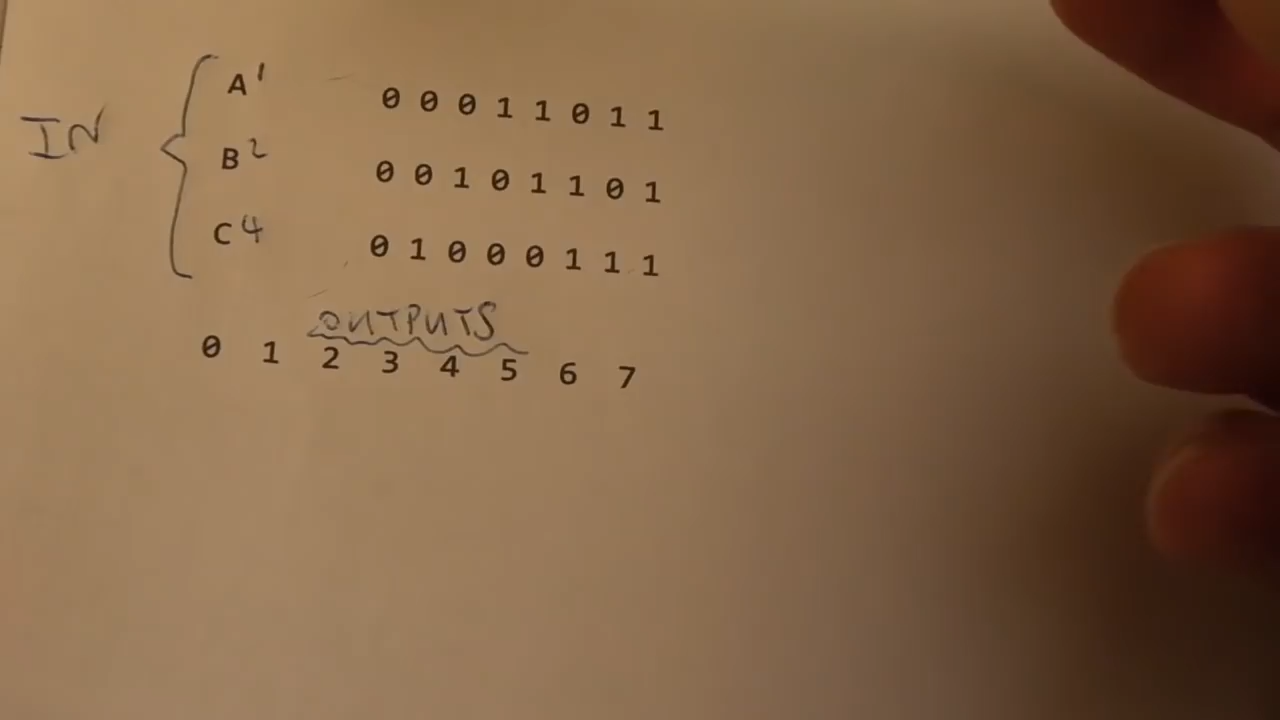 IN
A¹ 0 0 0 1 1 0 1 1
B² 0 0 1 0 1 1 0 1
C⁴ 0 1 0 0 0 1 1 1
OUTPUTS
0 1 2 3 4 5 6 7